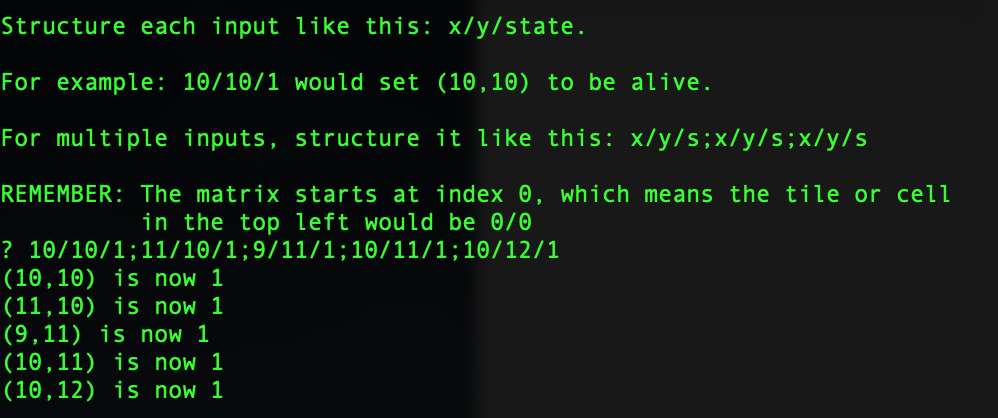 Structure each input like this: x/y/state.
For example: 10/10/1 would set (10,10) to be alive.
For multiple inputs, structure it like this: x/y/s;x/y/s;x/y/s
REMEMBER: The matrix starts at index 0, which means the tile or cell
in the top left would be 0/0
? 10/10/1;11/10/1;9/11/1;10/11/1;10/12/1
(10,10) is now 1
(11,10) is now 1
(9,11) is now 1
(10,11) is now 1
(10,12) is now 1